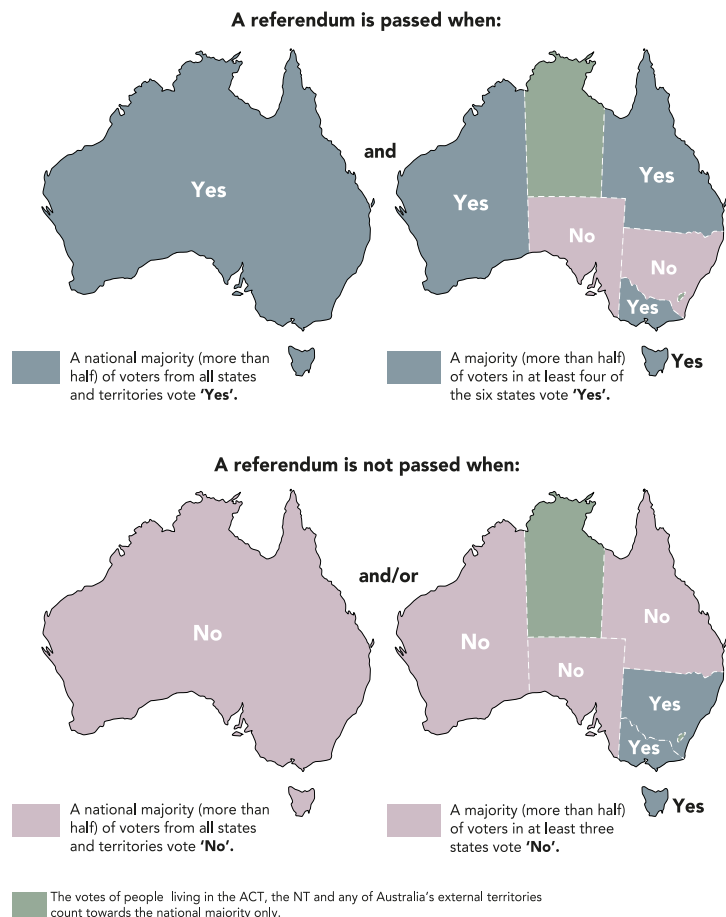 A referendum is passed when:
Yes
and
Yes
Yes
No
No
Yes
Yes
A national majority (more than
half) of voters from all states
and territories vote ‘Yes’.
A majority (more than half)
of voters in at least four of
the six states vote ‘Yes’.
A referendum is not passed when:
No
and/or
No
No
No
Yes
Yes
Yes
A national majority (more than
half) of voters from all states
and territories vote ‘No’.
A majority (more than half)
of voters in at least three
states vote ‘No’.
The votes of people living in the ACT, the NT and any of Australia’s external territories
count towards the national majority only.